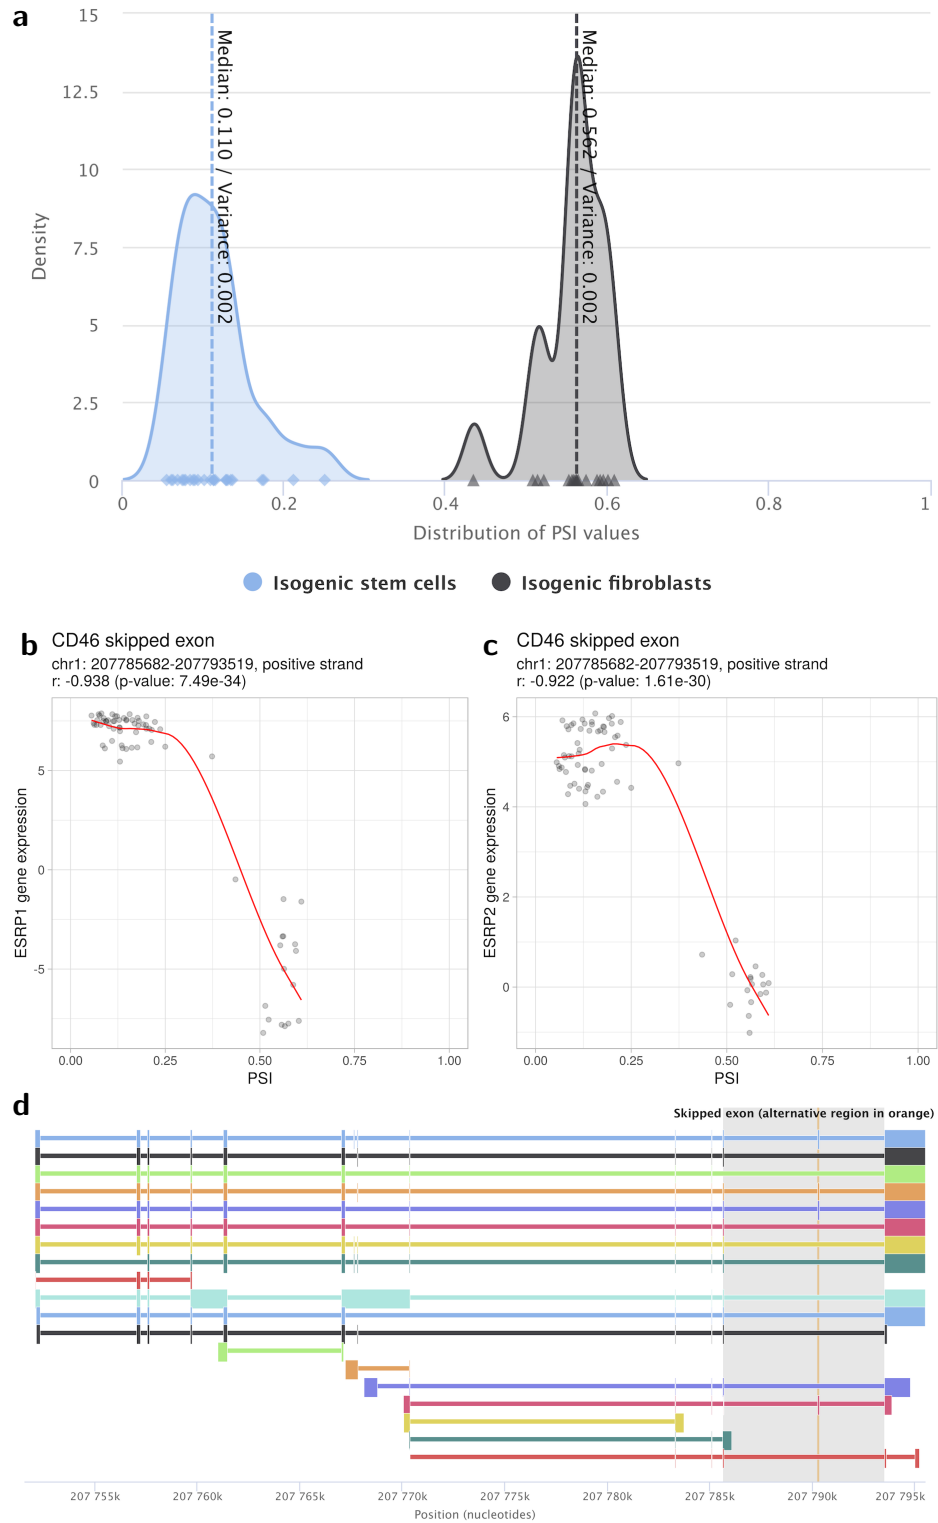 a
15
12.5
10
7.5
5
2.5
0
Density
Median: 0.110 / Variance: 0.002
Median: 0.562 / Variance: 0.002
0
0.2
0.4
0.6
0.8
1
Distribution of PSI values
Isogenic stem cells
Isogenic fibroblasts
b
CD46 skipped exon
chr1: 207785682-207793519, positive strand
r: -0.938 (p-value: 7.49e-34)
ESRP1 gene expression
5
0
-5
0.00
0.25
0.50
0.75
1.00
PSI
c
CD46 skipped exon
chr1: 207785682-207793519, positive strand
r: -0.922 (p-value: 1.61e-30)
ESRP2 gene expression
6
4
2
0
0.00
0.25
0.50
0.75
1.00
PSI
d
Skipped exon (alternative region in orange)
207 755k
207 760k
207 765k
207 770k
207 775k
207 780k
207 785k
207 790k
207 795k
Position (nucleotides)